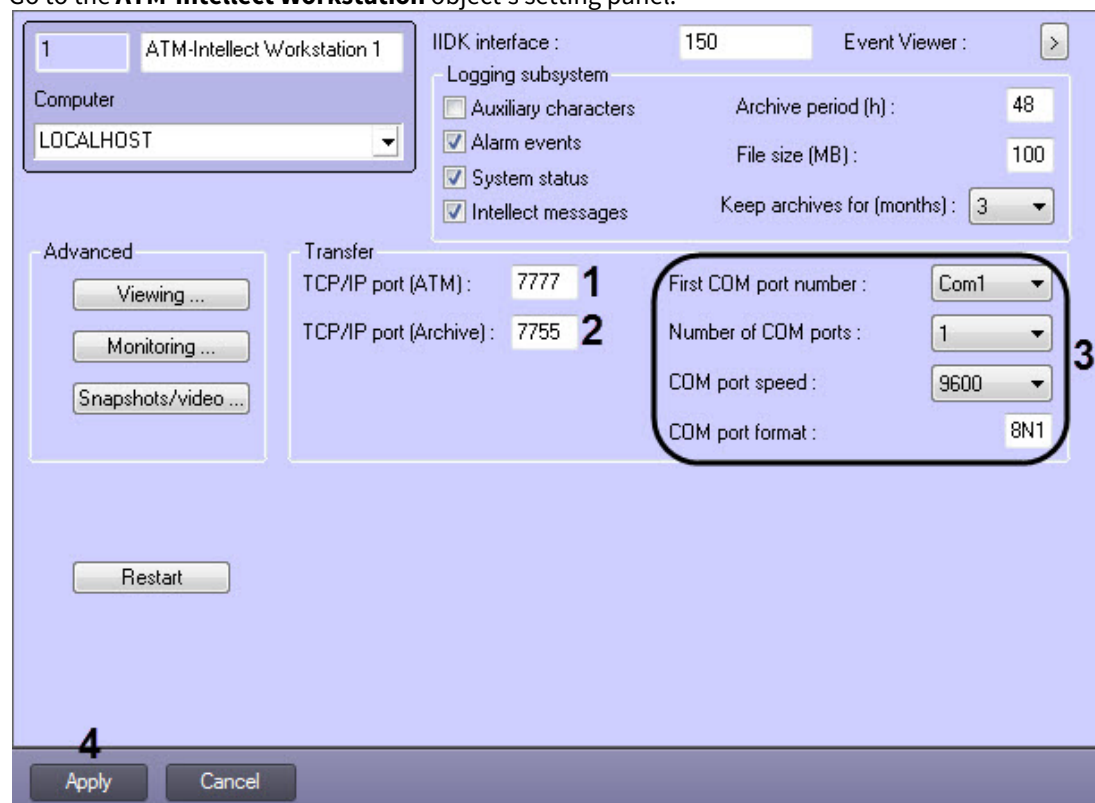 Go to the ATM-Intellect Workstation object's setting panel.
1 ATM-Intellect Workstation 1
Computer
LOCALHOST
IIDK interface : 150 Event Viewer : >
Logging subsystem
Auxiliary characters Archive period (h) : 48
Alarm events File size (MB) : 100
System status
Intellect messages Keep archives for (months) : 3
Advanced
Viewing ...
Monitoring ...
Snapshots/video ...
Transfer
TCP/IP port (ATM) : 7777 1
TCP/IP port (Archive) : 7755 2
First COM port number : Com1
Number of COM ports : 1
COM port speed : 9600
COM port format : 8N1
3
Restart
4
Apply Cancel